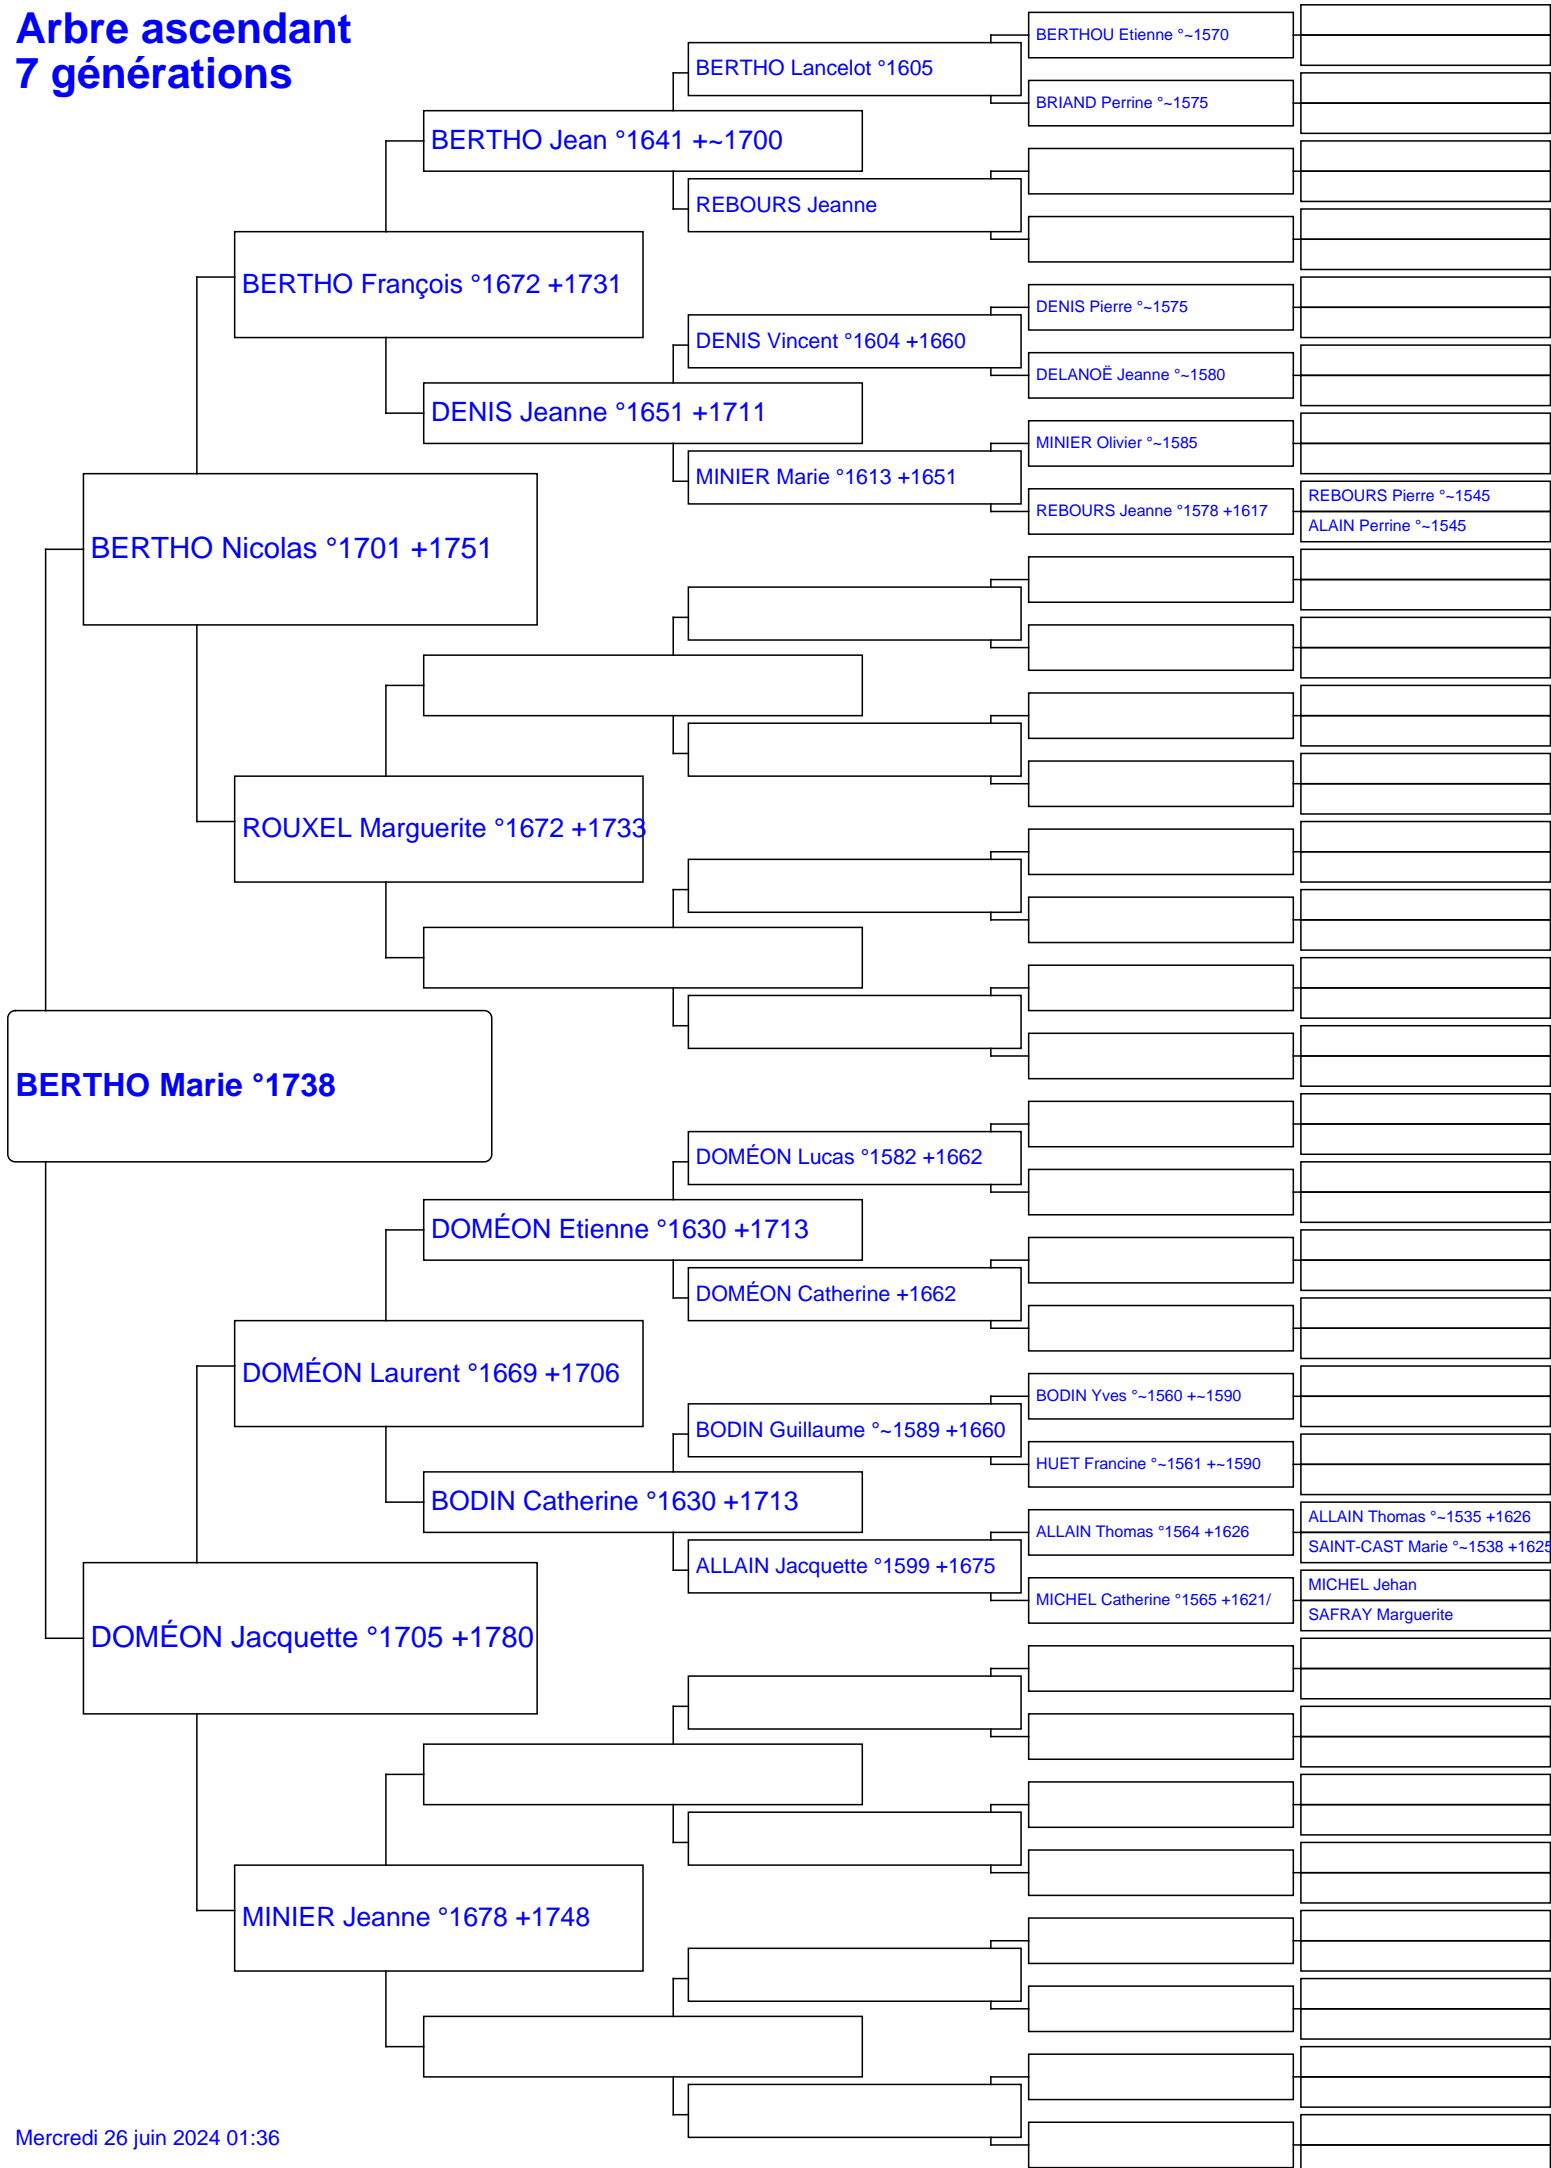 Arbre ascendant
7 générations
BERTHOU Etienne °~1570
BERTHO Lancelot °1605
BRIAND Perrine °~1575
BERTHO Jean °1641 +~1700
REBOURS Jeanne
BERTHO François °1672 +1731
DENIS Pierre °~1575
DENIS Vincent °1604 +1660
DELANOË Jeanne °~1580
DENIS Jeanne °1651 +1711
MINIER Olivier °~1585
MINIER Marie °1613 +1651
REBOURS Pierre °~1545
REBOURS Jeanne °1578 +1617
ALAIN Perrine °~1545
BERTHO Nicolas °1701 +1751
ROUXEL Marguerite °1672 +1733
BERTHO Marie °1738
DOMÉON Lucas °1582 +1662
DOMÉON Etienne °1630 +1713
DOMÉON Catherine +1662
DOMÉON Laurent °1669 +1706
BODIN Yves °~1560 +~1590
BODIN Guillaume °~1589 +1660
HUET Francine °~1561 +~1590
BODIN Catherine °1630 +1713
ALLAIN Thomas °~1535 +1626
ALLAIN Thomas °1564 +1626
SAINT-CAST Marie °~1538 +1625
ALLAIN Jacquette °1599 +1675
MICHEL Jehan
MICHEL Catherine °1565 +1621/
SAFRAY Marguerite
DOMÉON Jacquette °1705 +1780
MINIER Jeanne °1678 +1748
Mercredi 26 juin 2024 01:36